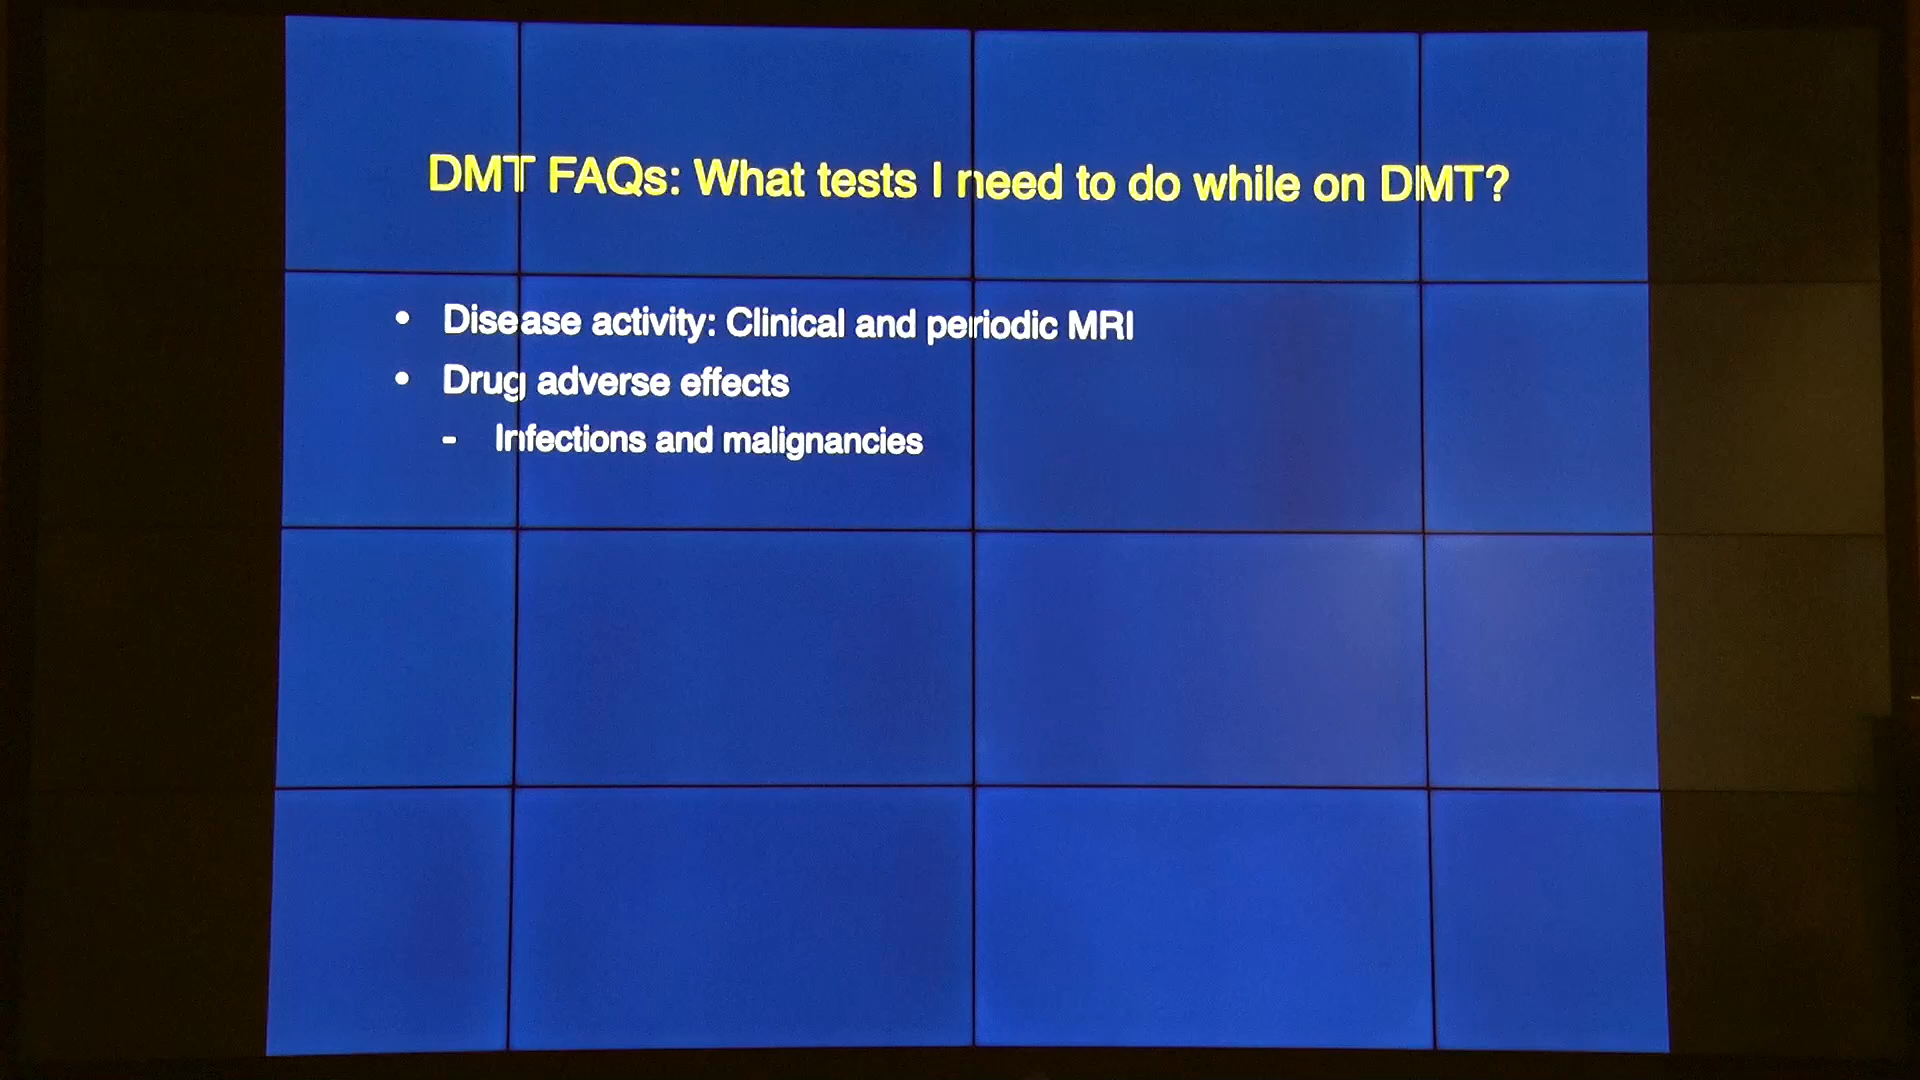 DMT FAQs: What tests I need to do while on DMT?
• Disease activity: Clinical and periodic MRI
• Drug adverse effects
- Infections and malignancies